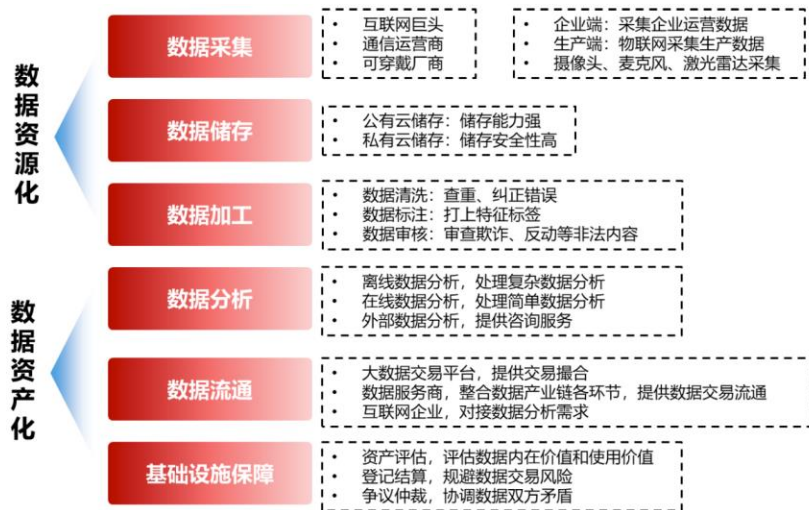 数据资源化
数据采集
• 互联网巨头
• 通信运营商
• 可穿戴厂商
• 企业端：采集企业运营数据
• 生产端：物联网采集生产数据
• 摄像头、麦克风、激光雷达采集
数据储存
• 公有云储存：储存能力强
• 私有云储存：储存安全性高
数据加工
• 数据清洗：查重、纠正错误
• 数据标注：打上特征标签
• 数据审核：审查欺诈、反动等非法内容
数据资产化
数据分析
• 离线数据分析，处理复杂数据分析
• 在线数据分析，处理简单数据分析
• 外部数据分析，提供咨询服务
数据流通
• 大数据交易平台，提供交易撮合
• 数据服务商，整合数据产业链各环节，提供数据交易流通
• 互联网企业，对接数据分析需求
基础设施保障
• 资产评估，评估数据内在价值和使用价值
• 登记结算，规避数据交易风险
• 争议仲裁，协调数据双方矛盾